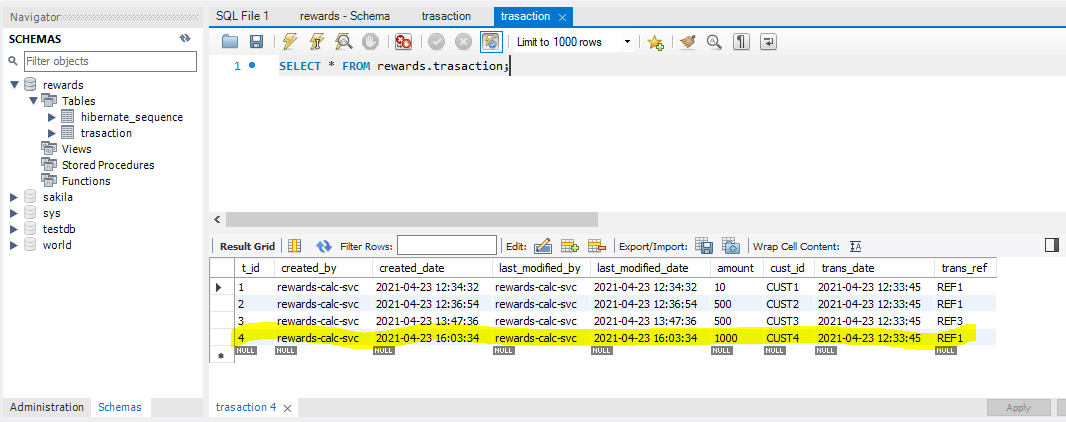 Navigator
SCHEMAS
Filter objects
rewards
Tables
hibernate_sequence
trasaction
Views
Stored Procedures
Functions
sakila
sys
testdb
world
Administration Schemas
SQL File 1 rewards - Schema trasaction trasaction
Limit to 1000 rows
1 SELECT * FROM rewards.trasaction;
Result Grid Filter Rows: Edit: Export/Import: Wrap Cell Content:
t_id created_by created_date last_modified_by last_modified_date amount cust_id trans_date trans_ref
1 rewards-calc-svc 2021-04-23 12:34:32 rewards-calc-svc 2021-04-23 12:34:32 10 CUST1 2021-04-23 12:33:45 REF1
2 rewards-calc-svc 2021-04-23 12:36:54 rewards-calc-svc 2021-04-23 12:36:54 500 CUST2 2021-04-23 12:33:45 REF1
3 rewards-calc-svc 2021-04-23 13:47:36 rewards-calc-svc 2021-04-23 13:47:36 500 CUST3 2021-04-23 12:33:45 REF3
4 rewards-calc-svc 2021-04-23 16:03:34 rewards-calc-svc 2021-04-23 16:03:34 1000 CUST4 2021-04-23 12:33:45 REF1
NULL NULL NULL NULL NULL NULL NULL NULL NULL
trasaction 4 Apply